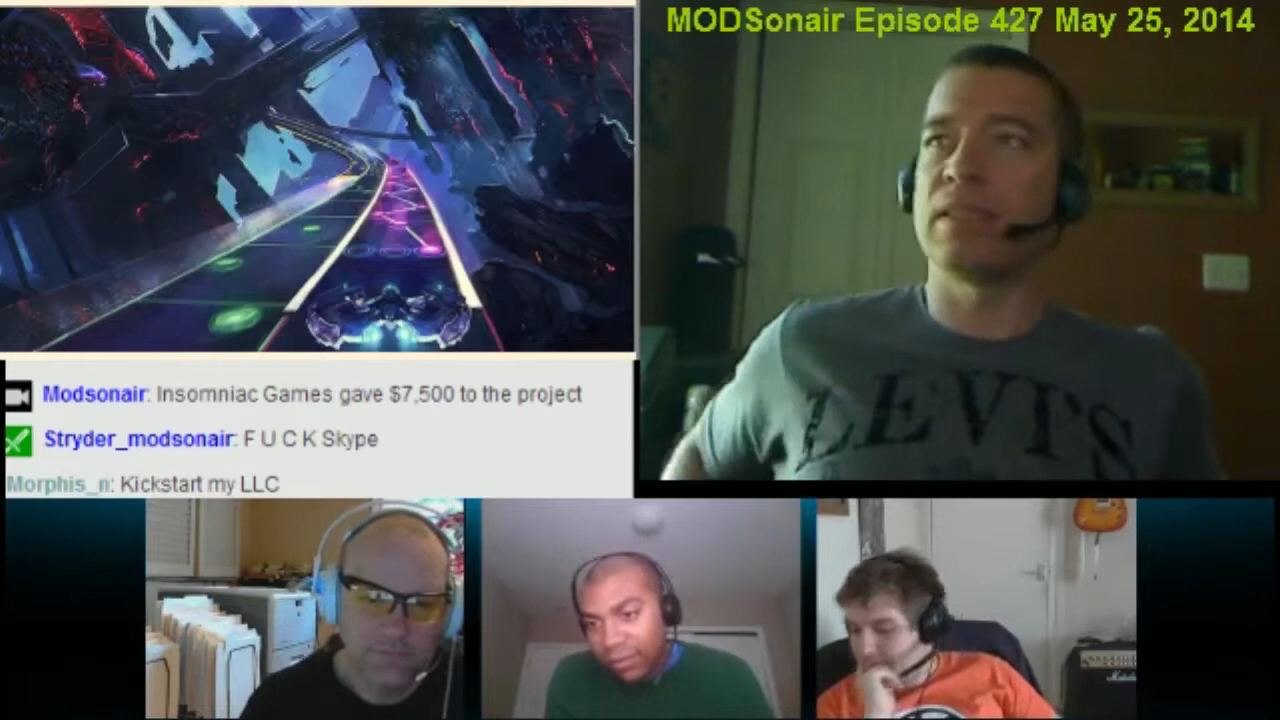 MODSonair Episode 427 May 25, 2014
LEVI'S
Modsonair: Insomniac Games gave $7,500 to the project
Stryder_modsonair: F U C K Skype
Morphis_n: Kickstart my LLC
Marshall